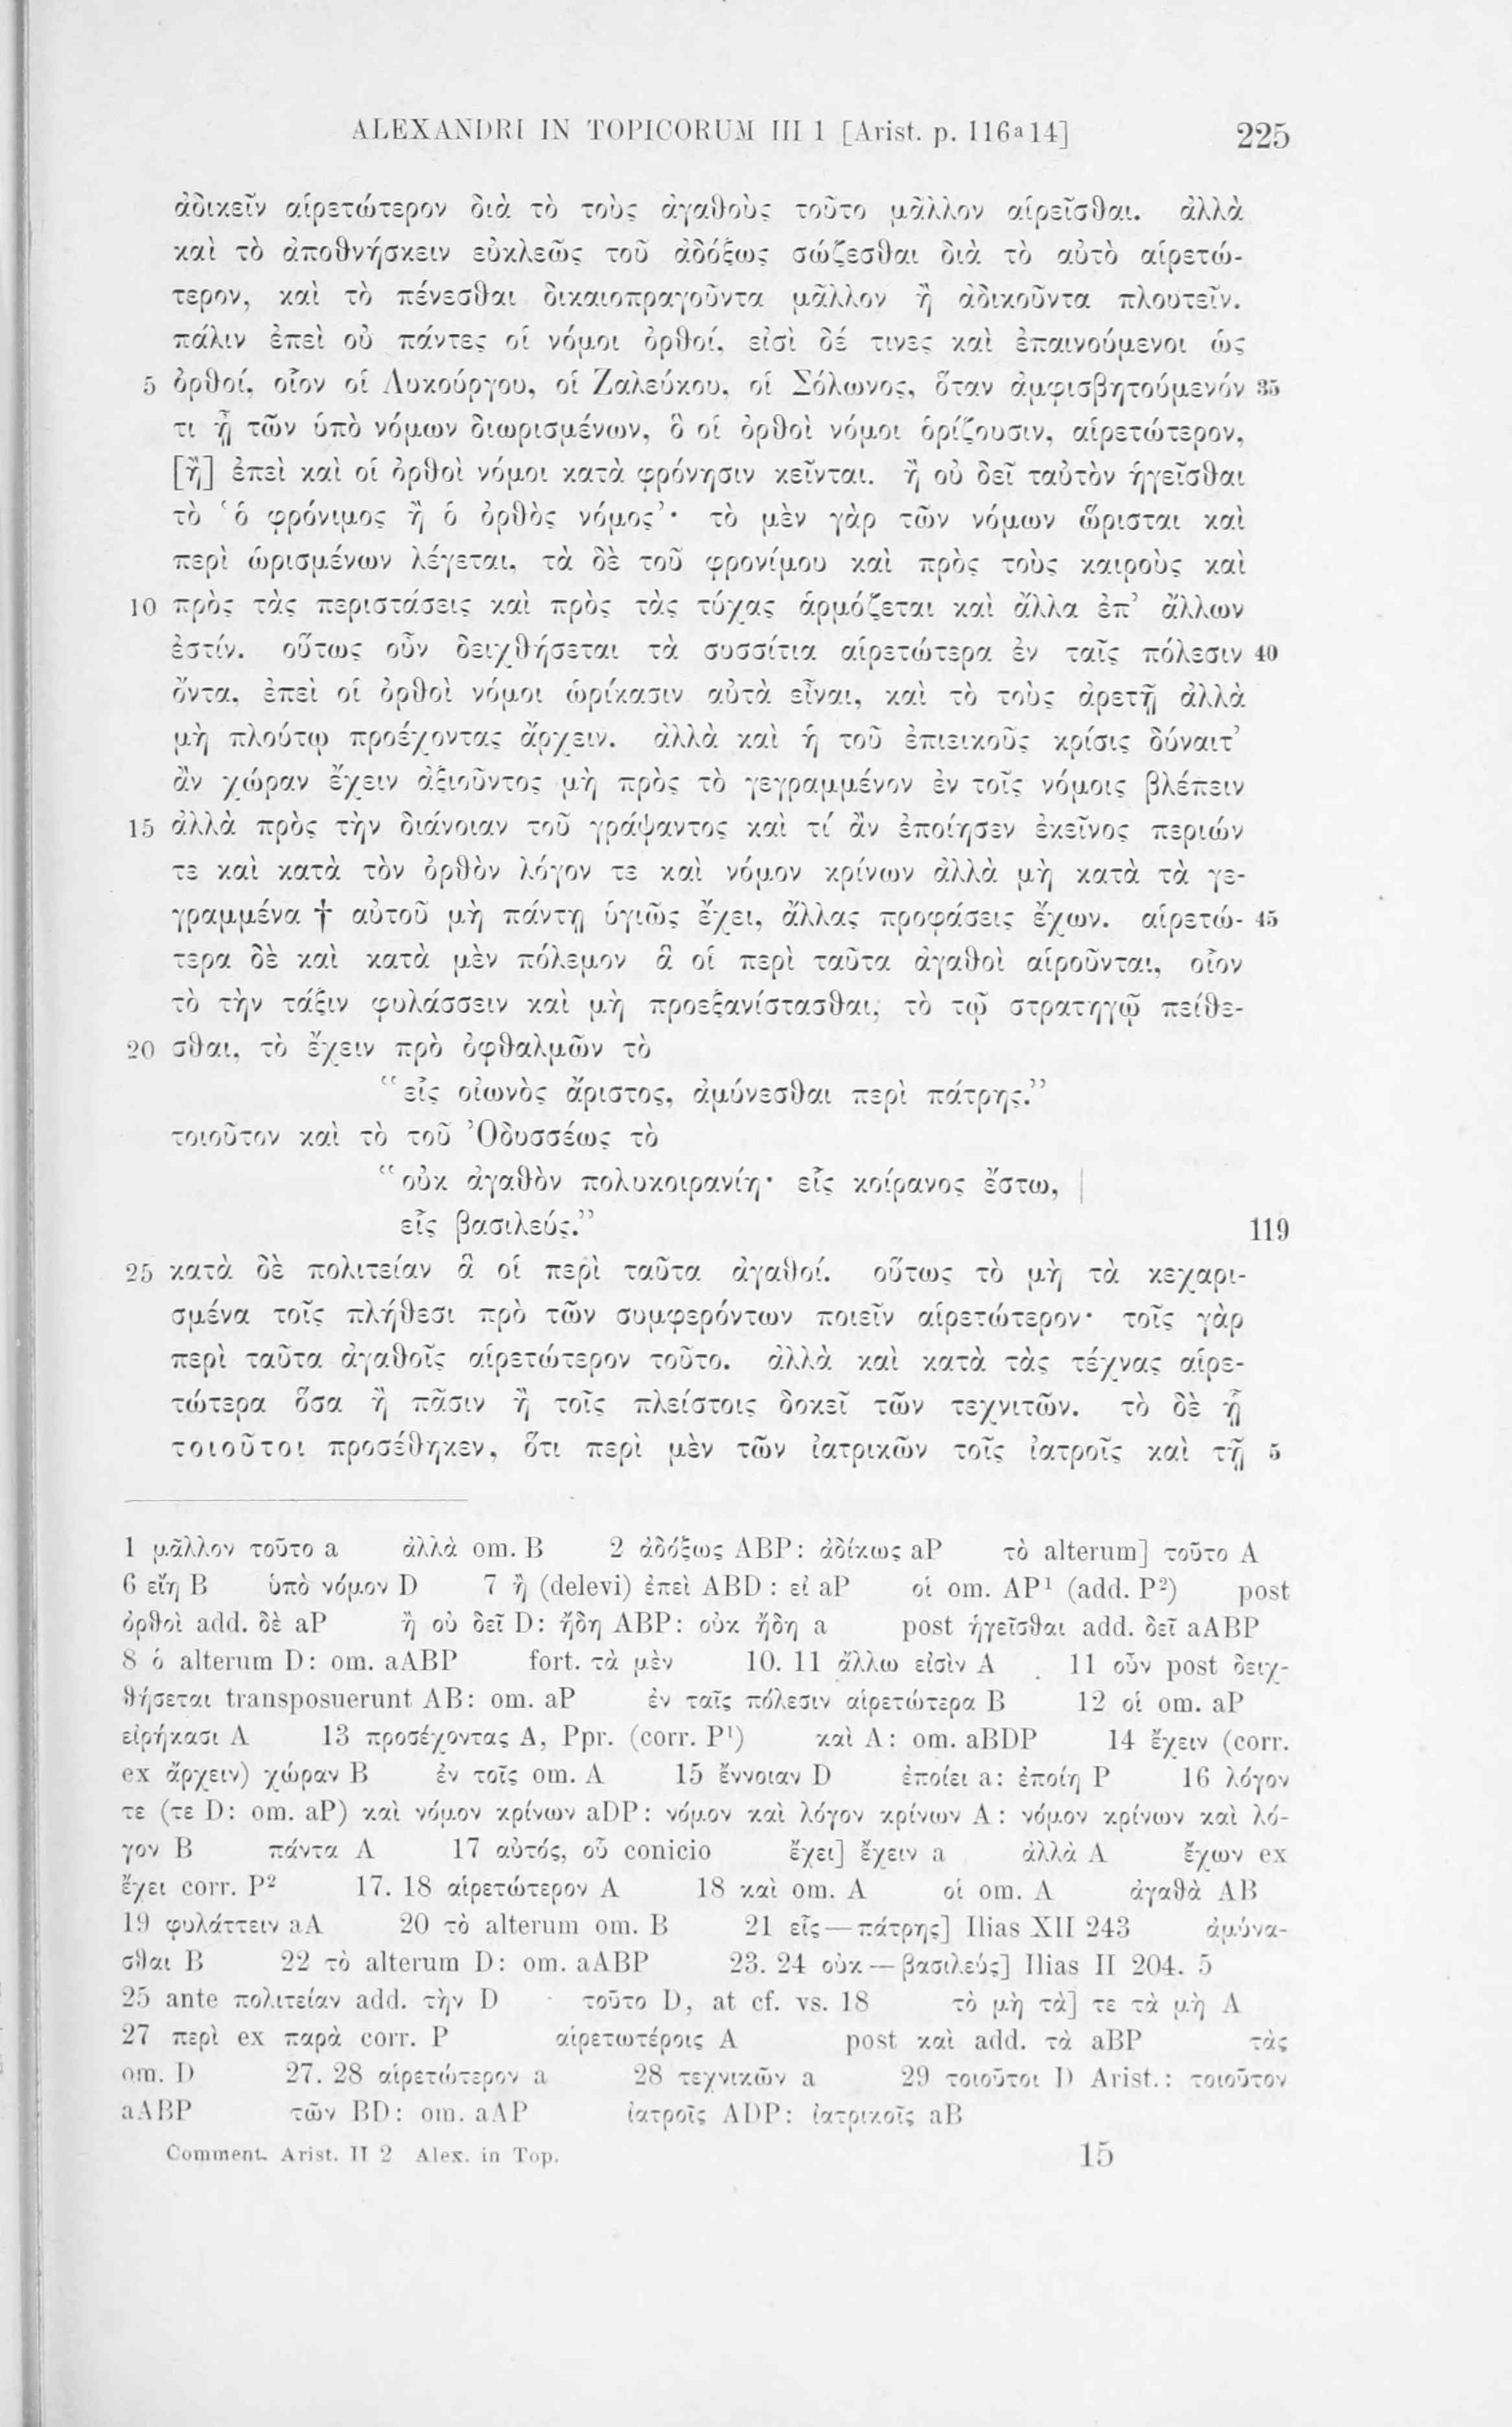 ALEXANDRI IN TOPICORUM III 1 [Arist. p. 116ª14] 225
ἀδικεῖν αἱρετώτερον διὰ τὸ τοὺς ἀγαθοὺς τοῦτο μᾶλλον αἱρεῖσθαι. ἀλλὰ
καὶ τὸ ἀποθνήσκειν εὐκλεῶς τοῦ ἀδόξως σώζεσθαι διὰ τὸ αὐτὸ αἱρετώ-
τερον, καὶ τὸ πένεσθαι δικαιοπραγοῦντα μᾶλλον ἢ ἀδικοῦντα πλουτεῖν.
πάλιν ἐπεὶ οὐ πάντες οἱ νόμοι ὀρθοί, εἰσὶ δέ τινες καὶ ἐπαινούμενοι ὡς
5 ὀρθοί, οἷον οἱ Λυκούργου, οἱ Ζαλεύκου, οἱ Σόλωνος, ὅταν ἀμφισβητούμενόν 35
τι ᾖ τῶν ὑπὸ νόμων διωρισμένων, ὃ οἱ ὀρθοὶ νόμοι ὁρίζουσιν, αἱρετώτερον,
[ἢ] ἐπεὶ καὶ οἱ ὀρθοὶ νόμοι κατὰ φρόνησιν κεῖνται. ἢ οὐ δεῖ ταὐτὸν ἡγεῖσθαι
τὸ ‘ὁ φρόνιμος ἢ ὁ ὀρθὸς νόμος’· τὸ μὲν γὰρ τῶν νόμων ὥρισται καὶ
περὶ ὡρισμένων λέγεται, τὰ δὲ τοῦ φρονίμου καὶ πρὸς τοὺς καιροὺς καὶ
10 πρὸς τὰς περιστάσεις καὶ πρὸς τὰς τύχας ἁρμόζεται καὶ ἄλλα ἐπ’ ἄλλων
ἐστίν. οὕτως οὖν δειχθήσεται τὰ συσσίτια αἱρετώτερα ἐν ταῖς πόλεσιν 40
ὄντα, ἐπεὶ οἱ ὀρθοὶ νόμοι ὡρίκασιν αὐτὰ εἶναι, καὶ τὸ τοὺς ἀρετῇ ἀλλὰ
μὴ πλούτῳ προέχοντας ἄρχειν. ἀλλὰ καὶ ἡ τοῦ ἐπιεικοῦς κρίσις δύναιτ’
ἂν χώραν ἔχειν ἀξιοῦντος μὴ πρὸς τὸ γεγραμμένον ἐν τοῖς νόμοις βλέπειν
15 ἀλλὰ πρὸς τὴν διάνοιαν τοῦ γράψαντος καὶ τί ἂν ἐποίησεν ἐκεῖνος περιών
τε καὶ κατὰ τὸν ὀρθὸν λόγον τε καὶ νόμον κρίνων ἀλλὰ μὴ κατὰ τὰ γε-
γραμμένα † αὐτοῦ μὴ πάντῃ ὑγιῶς ἔχει, ἄλλας προφάσεις ἔχων. αἱρετώ- 45
τερα δὲ καὶ κατὰ μὲν πόλεμον ἃ οἱ περὶ ταῦτα ἀγαθοὶ αἱροῦνται, οἷον
τὸ τὴν τάξιν φυλάσσειν καὶ μὴ προεξανίστασθαι, τὸ τῷ στρατηγῷ πείθε-
20 σθαι, τὸ ἔχειν πρὸ ὀφθαλμῶν τὸ
“εἷς οἰωνὸς ἄριστος, ἀμύνεσθαι περὶ πάτρης.”
τοιοῦτον καὶ τὸ τοῦ Ὀδυσσέως τὸ
“οὐκ ἀγαθὸν πολυκοιρανίη· εἷς κοίρανος ἔστω, |
εἷς βασιλεύς.” 119
25 κατὰ δὲ πολιτείαν ἃ οἱ περὶ ταῦτα ἀγαθοί. οὕτως τὸ μὴ τὰ κεχαρι-
σμένα τοῖς πλήθεσι πρὸ τῶν συμφερόντων ποιεῖν αἱρετώτερον· τοῖς γὰρ
περὶ ταῦτα ἀγαθοῖς αἱρετώτερον τοῦτο. ἀλλὰ καὶ κατὰ τὰς τέχνας αἱρε-
τώτερα ὅσα ἢ πᾶσιν ἢ τοῖς πλείστοις δοκεῖ τῶν τεχνιτῶν. τὸ δὲ ᾗ
τοιοῦτοι προσέθηκεν, ὅτι περὶ μὲν τῶν ἰατρικῶν τοῖς ἰατροῖς καὶ τῇ 5
1 μᾶλλον τοῦτο a ἀλλὰ om. B 2 ἀδόξως ABP: ἀδίκως aP τὸ alterum] τοῦτο A
6 εἴη B ὑπὸ νόμον D 7 ἢ (delevi) ἐπεὶ ABD : εἰ aP οἱ om. AP¹ (add. P²) post
ὀρθοὶ add. δὲ aP ἢ οὐ δεῖ D: ἤδη ABP: οὐκ ἤδη a post ἡγεῖσθαι add. δεῖ aABP
8 ὁ alterum D: om. aABP fort. τὰ μὲν 10. 11 ἄλλω εἰσὶν A 11 οὖν post δειχ-
θήσεται transposuerunt AB: om. aP ἐν ταῖς πόλεσιν αἱρετώτερα B 12 οἱ om. aP
εἰρήκασι A 13 προσέχοντας A, Ppr. (corr. P¹) καὶ A: om. aBDP 14 ἔχειν (corr.
ex ἄρχειν) χώραν B ἐν τοῖς om. A 15 ἔννοιαν D ἐποίει a: ἐποίη P 16 λόγον
τε (τε D: om. aP) καὶ νόμον κρίνων aDP: νόμον καὶ λόγον κρίνων A: νόμον κρίνων καὶ λό-
γον B πάντα A 17 αὐτός, οὗ conicio ἔχει] ἔχειν a ἀλλὰ A ἔχων ex
ἔχει corr. P² 17. 18 αἱρετώτερον A 18 καὶ om. A οἱ om. A ἀγαθὰ AB
19 φυλάττειν aA 20 τὸ alterum om. B 21 εἷς — πάτρης] Ilias XII 243 ἀμύνα-
σθαι B 22 τὸ alterum D: om. aABP 23. 24 οὐκ — βασιλεύς] Ilias II 204. 5
25 ante πολιτείαν add. τὴν D τοῦτο D, at cf. vs. 18 τὸ μὴ τὰ] τε τὰ μὴ A
27 περὶ ex παρὰ corr. P αἱρετωτέροις A post καὶ add. τὰ aBP τὰς
om. D 27. 28 αἱρετώτερον a 28 τεχνικῶν a 29 τοιοῦτοι D Arist.: τοιοῦτον
aABP τῶν BD: om. aAP ἰατροῖς ADP: ἰατρικοῖς aB
Comment. Arist. II 2 Alex. in Top. 15